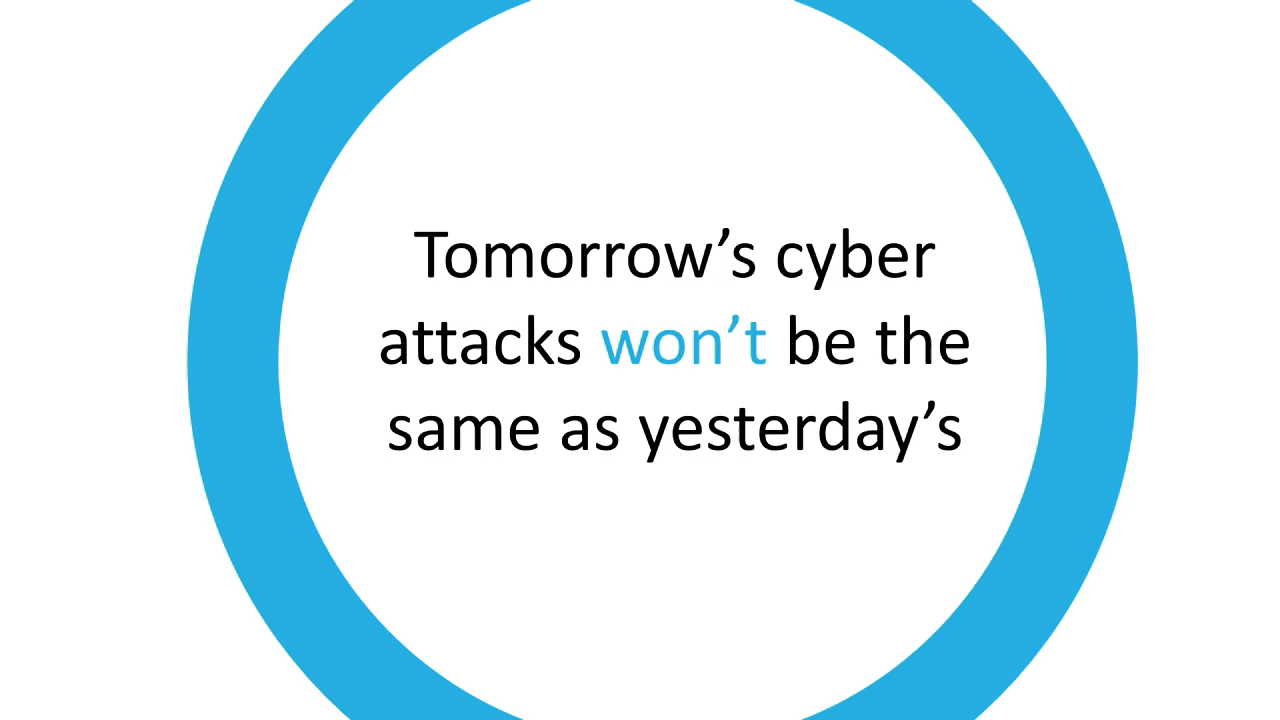 Tomorrow’s cyber
attacks won’t be the
same as yesterday’s